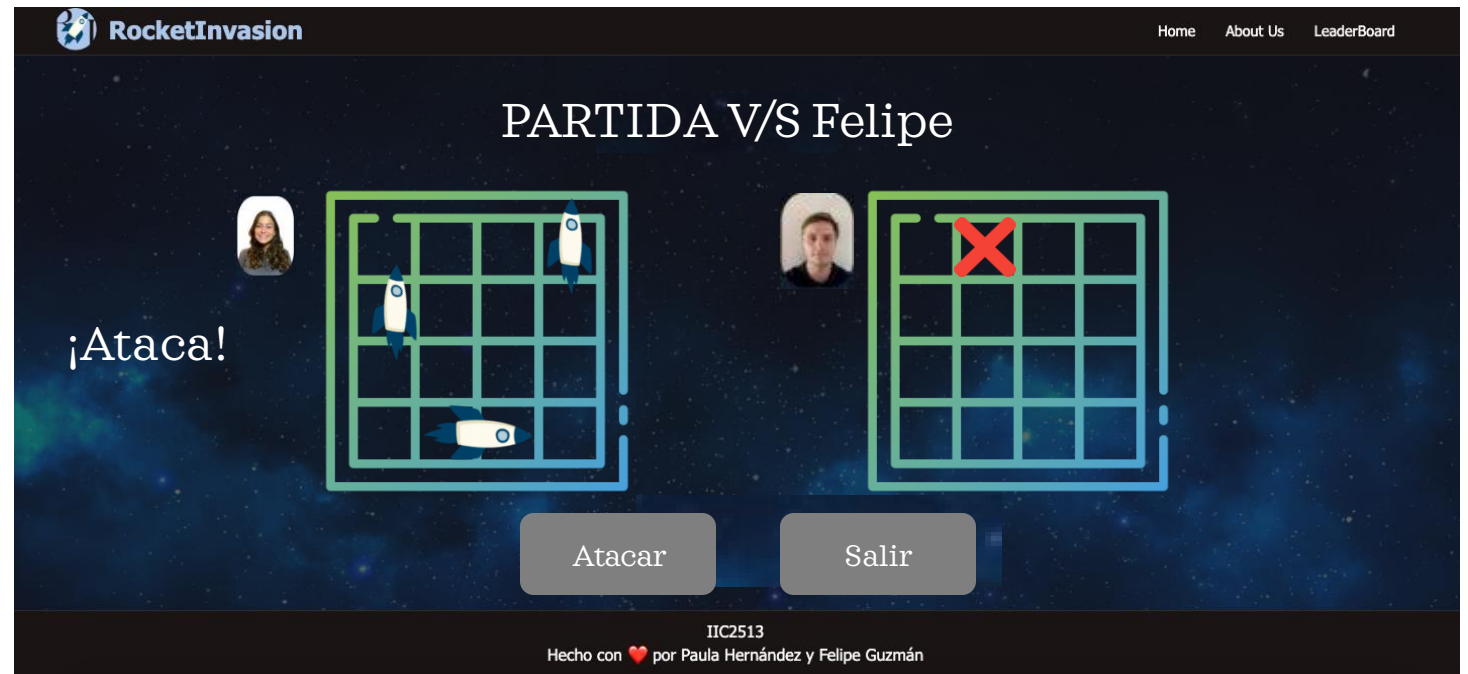 RocketInvasion
Home About Us LeaderBoard
PARTIDA V/S Felipe
¡Ataca!
Atacar
Salir
IIC2513
Hecho con ❤️ por Paula Hernández y Felipe Guzmán